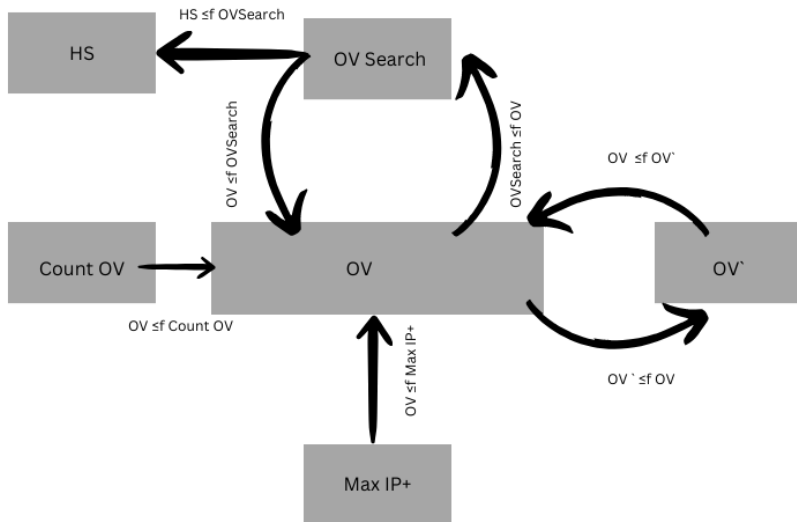 HS ≤f OVSearch
HS
OV Search
OV ≤f OVSearch
OVSearch ≤f OV
OV ≤f OV`
Count OV
OV
OV`
OV ≤f Count OV
OV ≤f Max IP+
OV ` ≤f OV
Max IP+